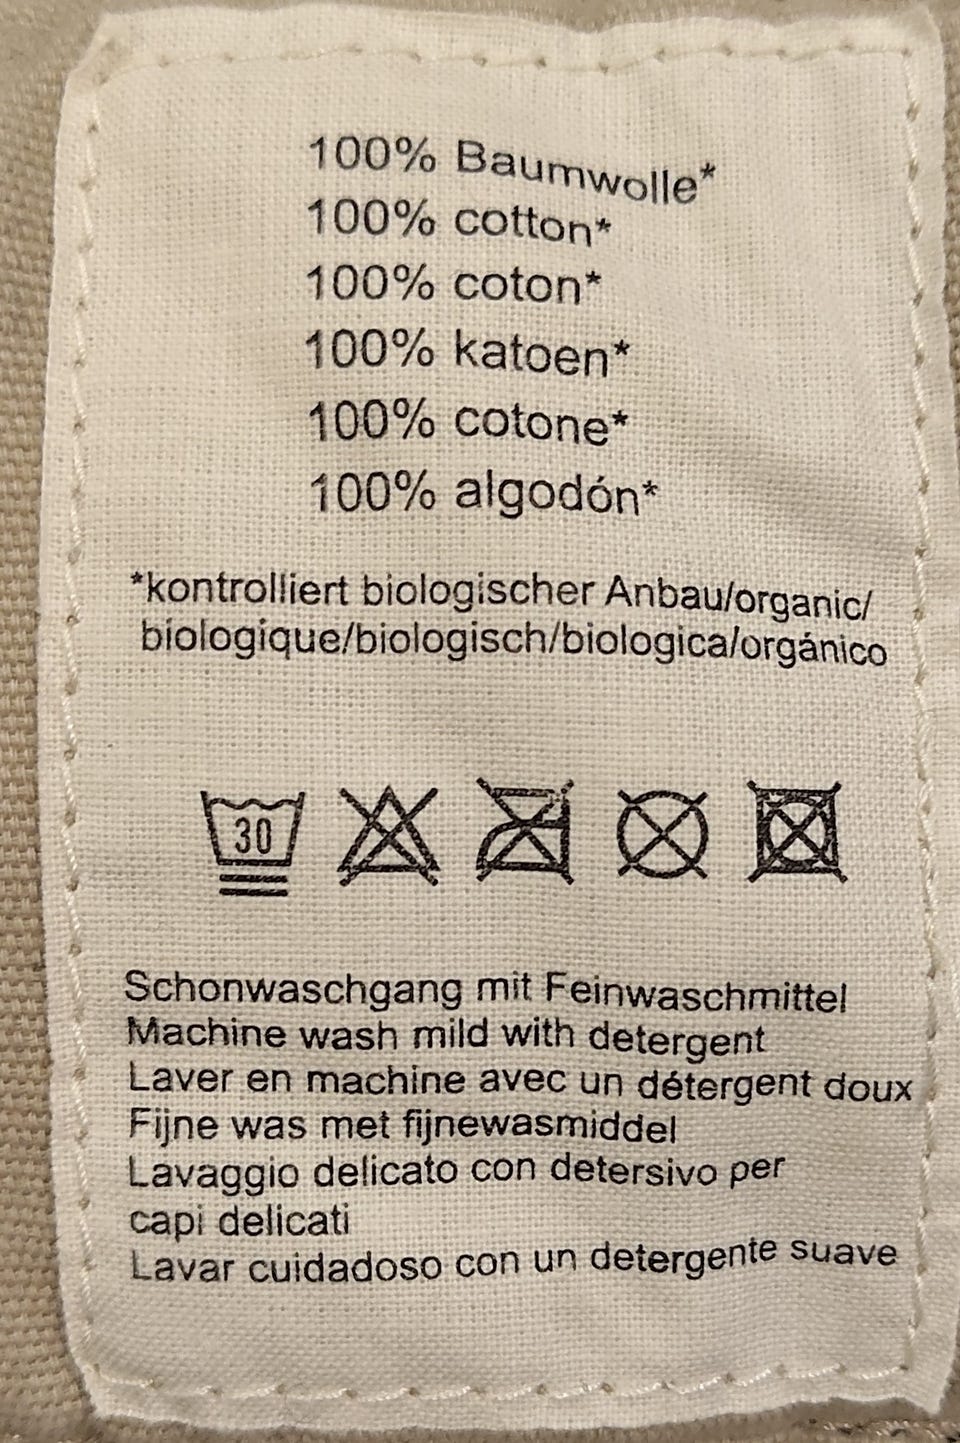 100% Baumwolle*
100% cotton*
100% coton*
100% katoen*
100% cotone*
100% algodón*
*kontrolliert biologischer Anbau/organic/
biologique/biologisch/biologica/orgánico
30
Schonwaschgang mit Feinwaschmittel
Machine wash mild with detergent
Laver en machine avec un détergent doux
Fijne was met fijnewasmiddel
Lavaggio delicato con detersivo per
capi delicati
Lavar cuidadoso con un detergente suave